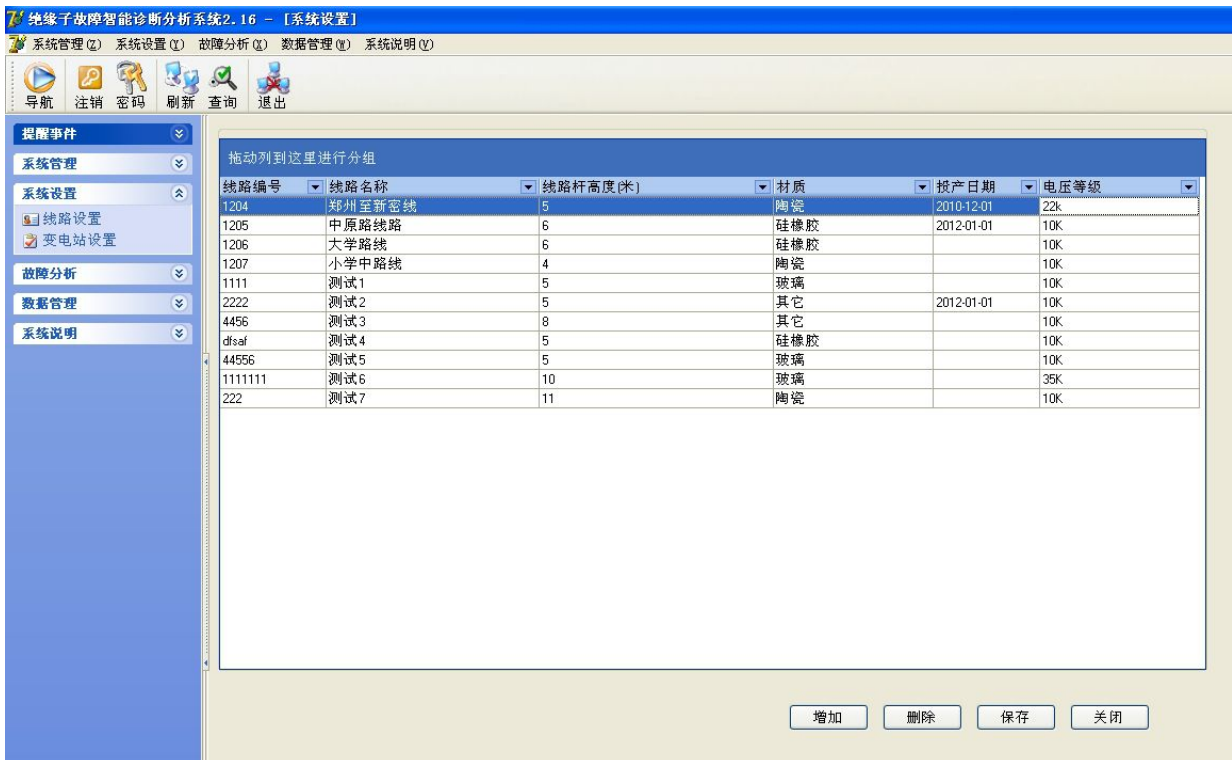 绝缘子故障智能诊断分析系统2.16 - [系统设置]
系统管理(Z) 系统设置(Y) 故障分析(X) 数据管理(W) 系统说明(V)
导航 注销 密码 刷新 查询 退出
提醒事件
系统管理
系统设置
线路设置
变电站设置
故障分析
数据管理
系统说明
拖动列到这里进行分组
线路编号 线路名称 线路杆高度(米) 材质 投产日期 电压等级
1204 郑州至新密线 5 陶瓷 2010-12-01 22k
1205 中原路线路 6 硅橡胶 2012-01-01 10K
1206 大学路线 6 硅橡胶 10K
1207 小学中路线 4 陶瓷 10K
1111 测试1 5 玻璃 10K
2222 测试2 5 其它 2012-01-01 10K
4456 测试3 8 其它 10K
dfsaf 测试4 5 硅橡胶 10K
44556 测试5 5 玻璃 10K
1111111 测试6 10 玻璃 35K
222 测试7 11 陶瓷 10K
增加 删除 保存 关闭